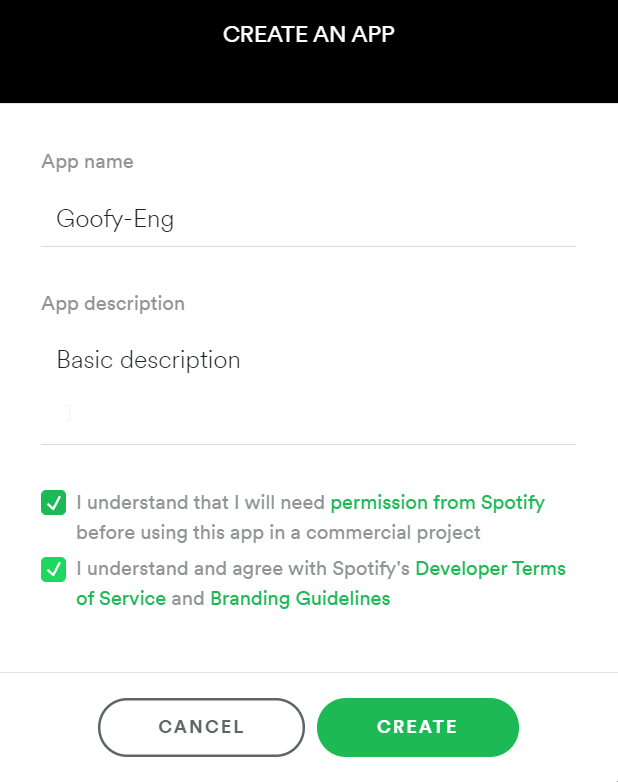 CREATE AN APP
App name
Goofy-Eng
App description
Basic description
I understand that I will need permission from Spotify
before using this app in a commercial project
I understand and agree with Spotify's Developer Terms
of Service and Branding Guidelines
CANCEL
CREATE